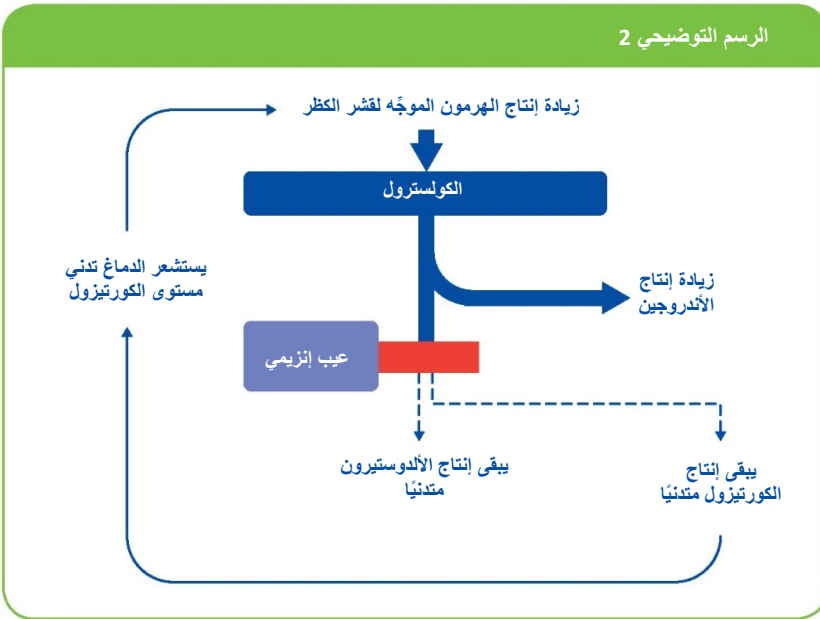 الرسم التوضيحي 2
زيادة إنتاج الهرمون الموجِّه لقشر الكظر
الكولسترول
يستشعر الدماغ تدني
مستوى الكورتيزول
زيادة إنتاج
الأندروجين
عيب إنزيمي
يبقى إنتاج الألدوستيرون
متدنيًا
يبقى إنتاج
الكورتيزول متدنيًا